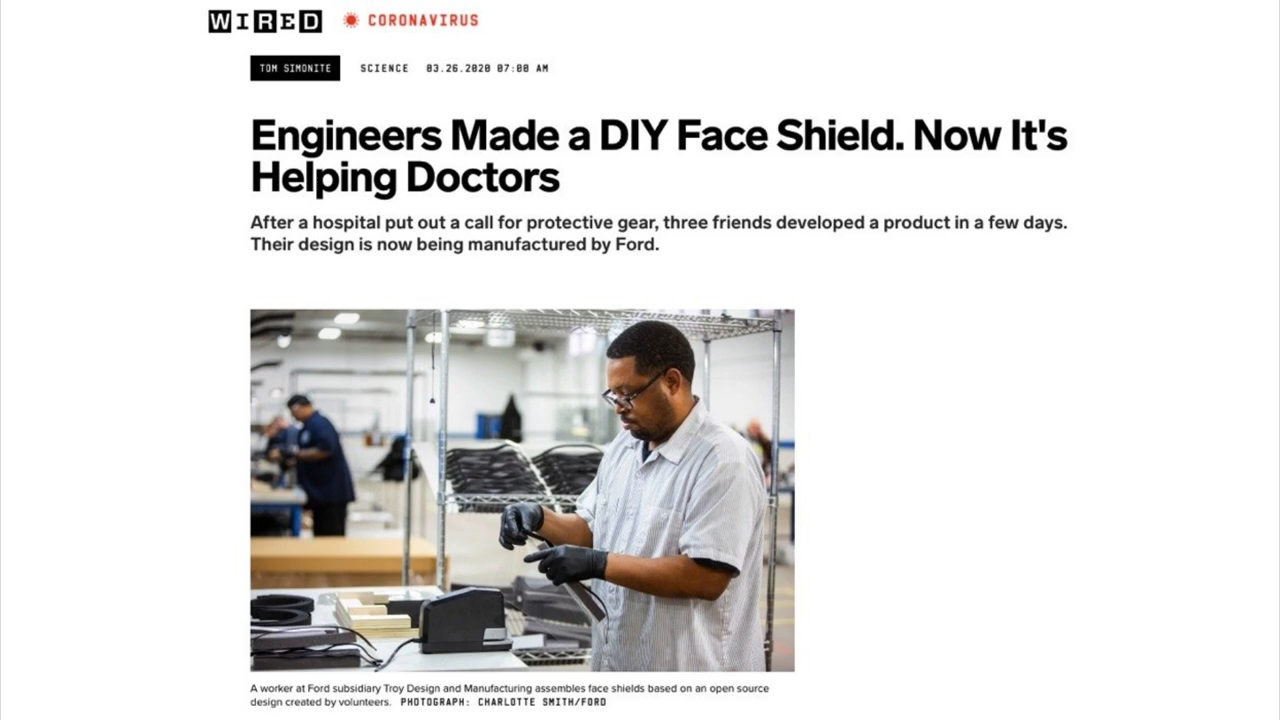 WIRED CORONAVIRUS
TOM SIMONITE SCIENCE 03.26.2020 07:00 AM
Engineers Made a DIY Face Shield. Now It's
Helping Doctors
After a hospital put out a call for protective gear, three friends developed a product in a few days.
Their design is now being manufactured by Ford.
A worker at Ford subsidiary Troy Design and Manufacturing assembles face shields based on an open source
design created by volunteers. PHOTOGRAPH: CHARLOTTE SMITH/FORD